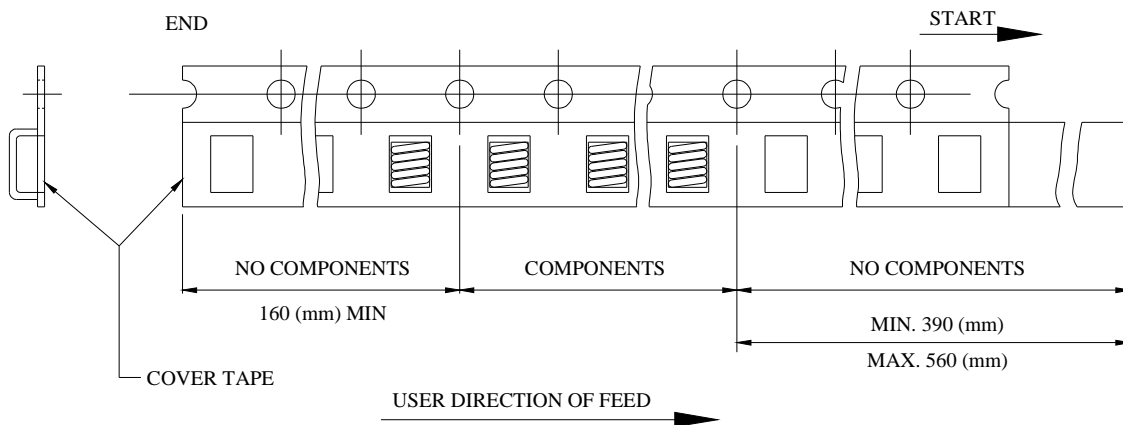 END
START
NO COMPONENTS
COMPONENTS
NO COMPONENTS
160 (mm) MIN
MIN. 390 (mm)
MAX. 560 (mm)
COVER TAPE
USER DIRECTION OF FEED